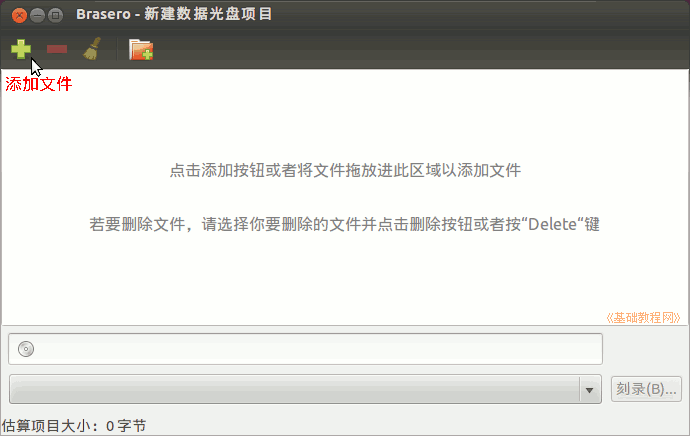 Brasero - 新建数据光盘项目
添加文件
点击添加按钮或者将文件拖放进此区域以添加文件
若要删除文件，请选择你要删除的文件并点击删除按钮或者按“Delete“键
《基础教程网》
刻录(B)...
估算项目大小：0 字节